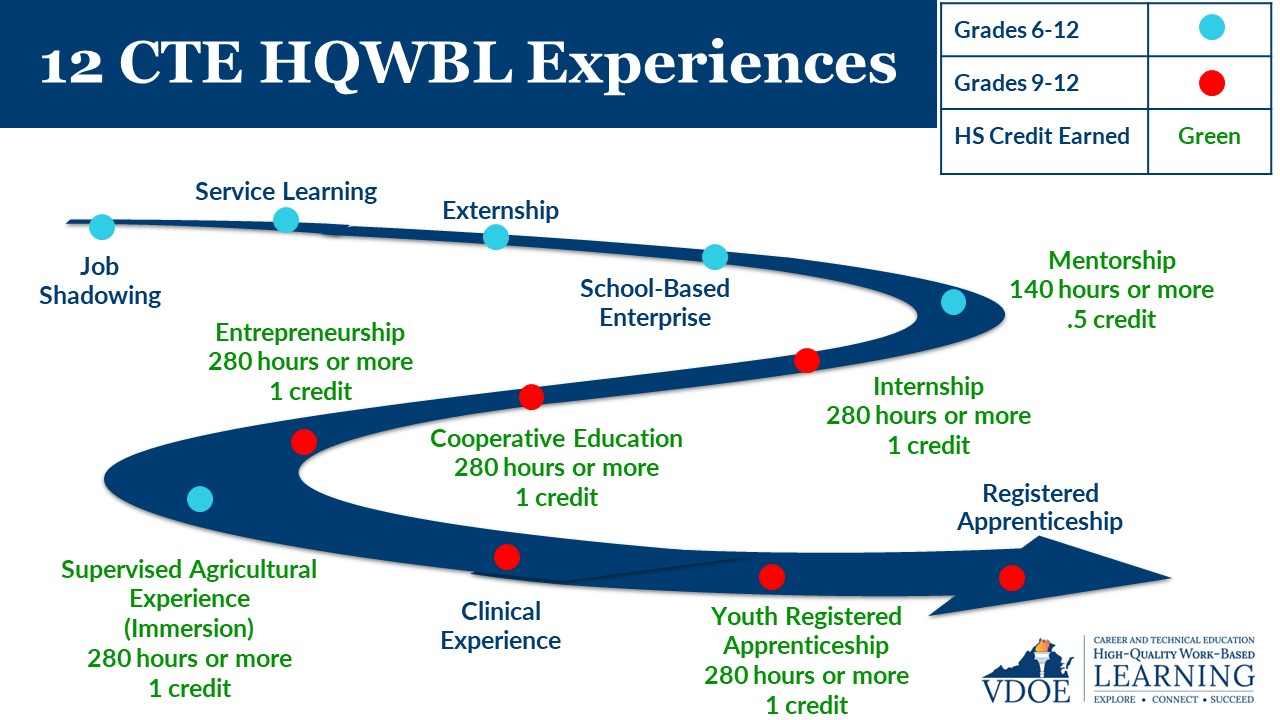 12 CTE HQWBL Experiences
Grades 6-12
Grades 9-12
HS Credit Earned Green
Service Learning
Externship
Job
Shadowing
School-Based
Enterprise
Mentorship
140 hours or more
.5 credit
Entrepreneurship
280 hours or more
1 credit
Internship
280 hours or more
1 credit
Cooperative Education
280 hours or more
1 credit
Registered
Apprenticeship
Supervised Agricultural
Experience
(Immersion)
280 hours or more
1 credit
Clinical
Experience
Youth Registered
Apprenticeship
280 hours or more
1 credit
VDOE
CAREER AND TECHNICAL EDUCATION
HIGH-QUALITY WORK-BASED
LEARNING
EXPLORE • CONNECT • SUCCEED